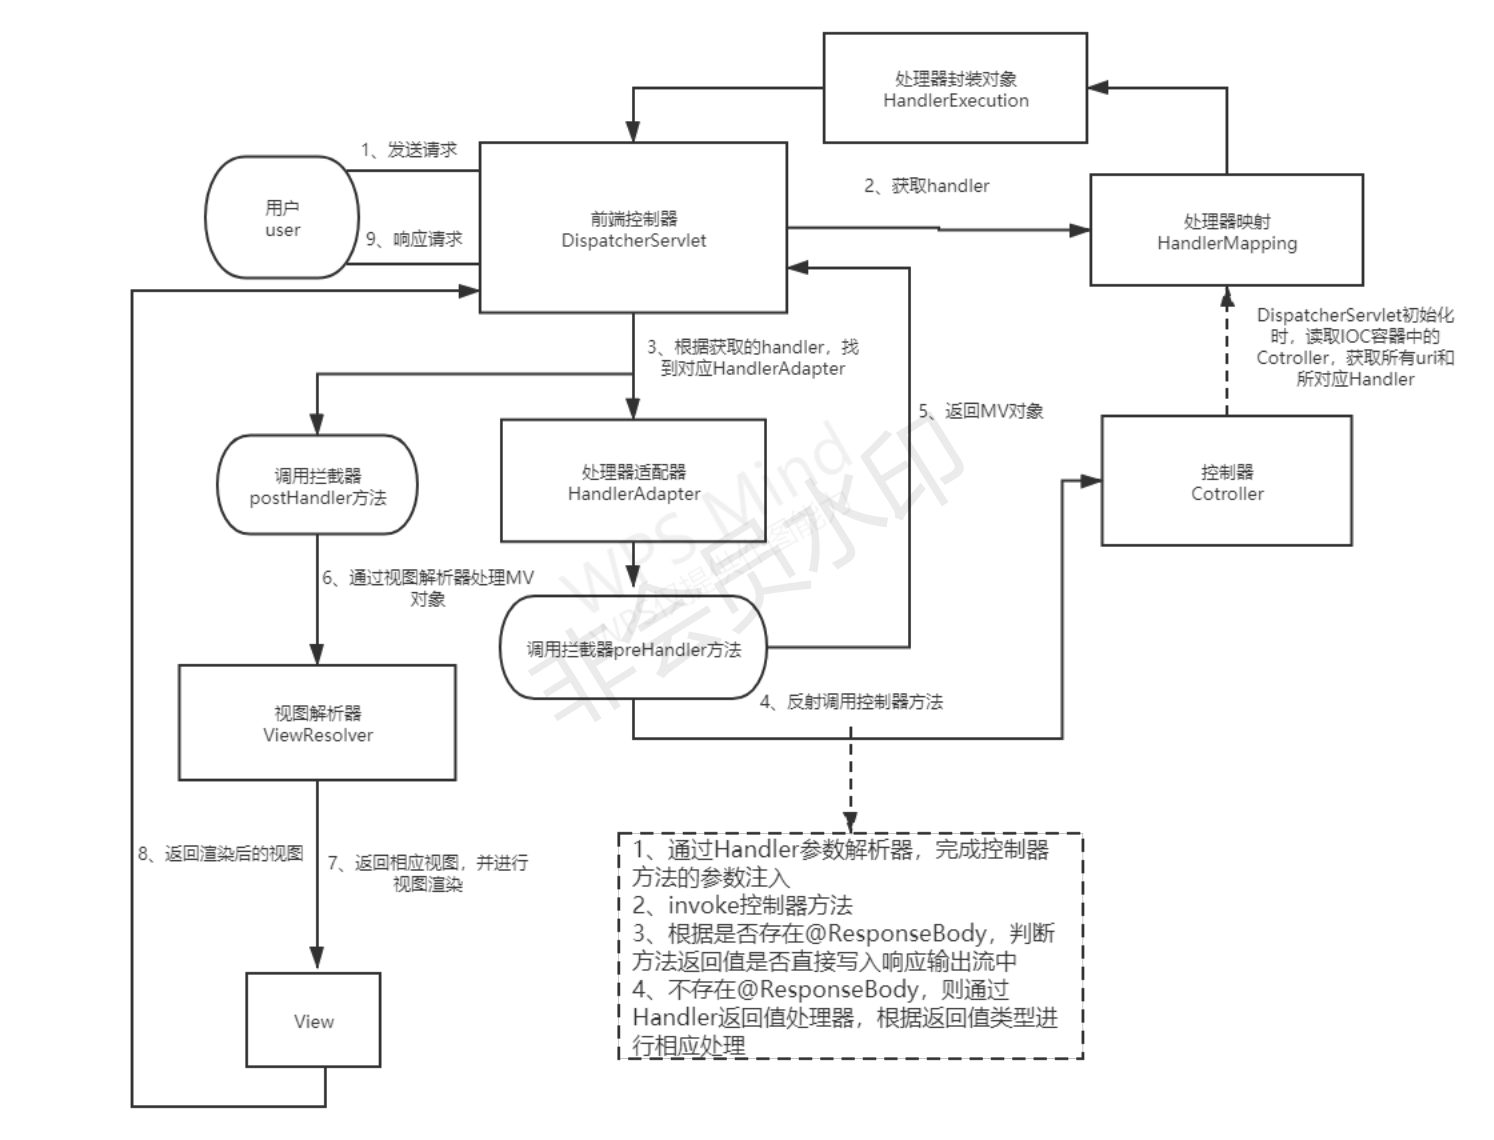 处理器封装对象
HandlerExecution
1、发送请求
2、获取handler
用户
user
前端控制器
DispatcherServlet
处理器映射
HandlerMapping
9、响应请求
DispatcherServlet初始化
时，读取IOC容器中的
Cotroller，获取所有uri和
所对应Handler
3、根据获取的handler，找
到对应HandlerAdapter
5、返回MV对象
调用拦截器
postHandler方法
处理器适配器
HandlerAdapter
控制器
Cotroller
6、通过视图解析器处理MV
对象
调用拦截器preHandler方法
4、反射调用控制器方法
视图解析器
ViewResolver
8、返回渲染后的视图
7、返回相应视图，并进行
视图渲染
1、通过Handler参数解析器，完成控制器
方法的参数注入
2、invoke控制器方法
3、根据是否存在@ResponseBody，判断
方法返回值是否直接写入响应输出流中
4、不存在@ResponseBody，则通过
Handler返回值处理器，根据返回值类型进
行相应处理
View
WPS Mind
非会员水印